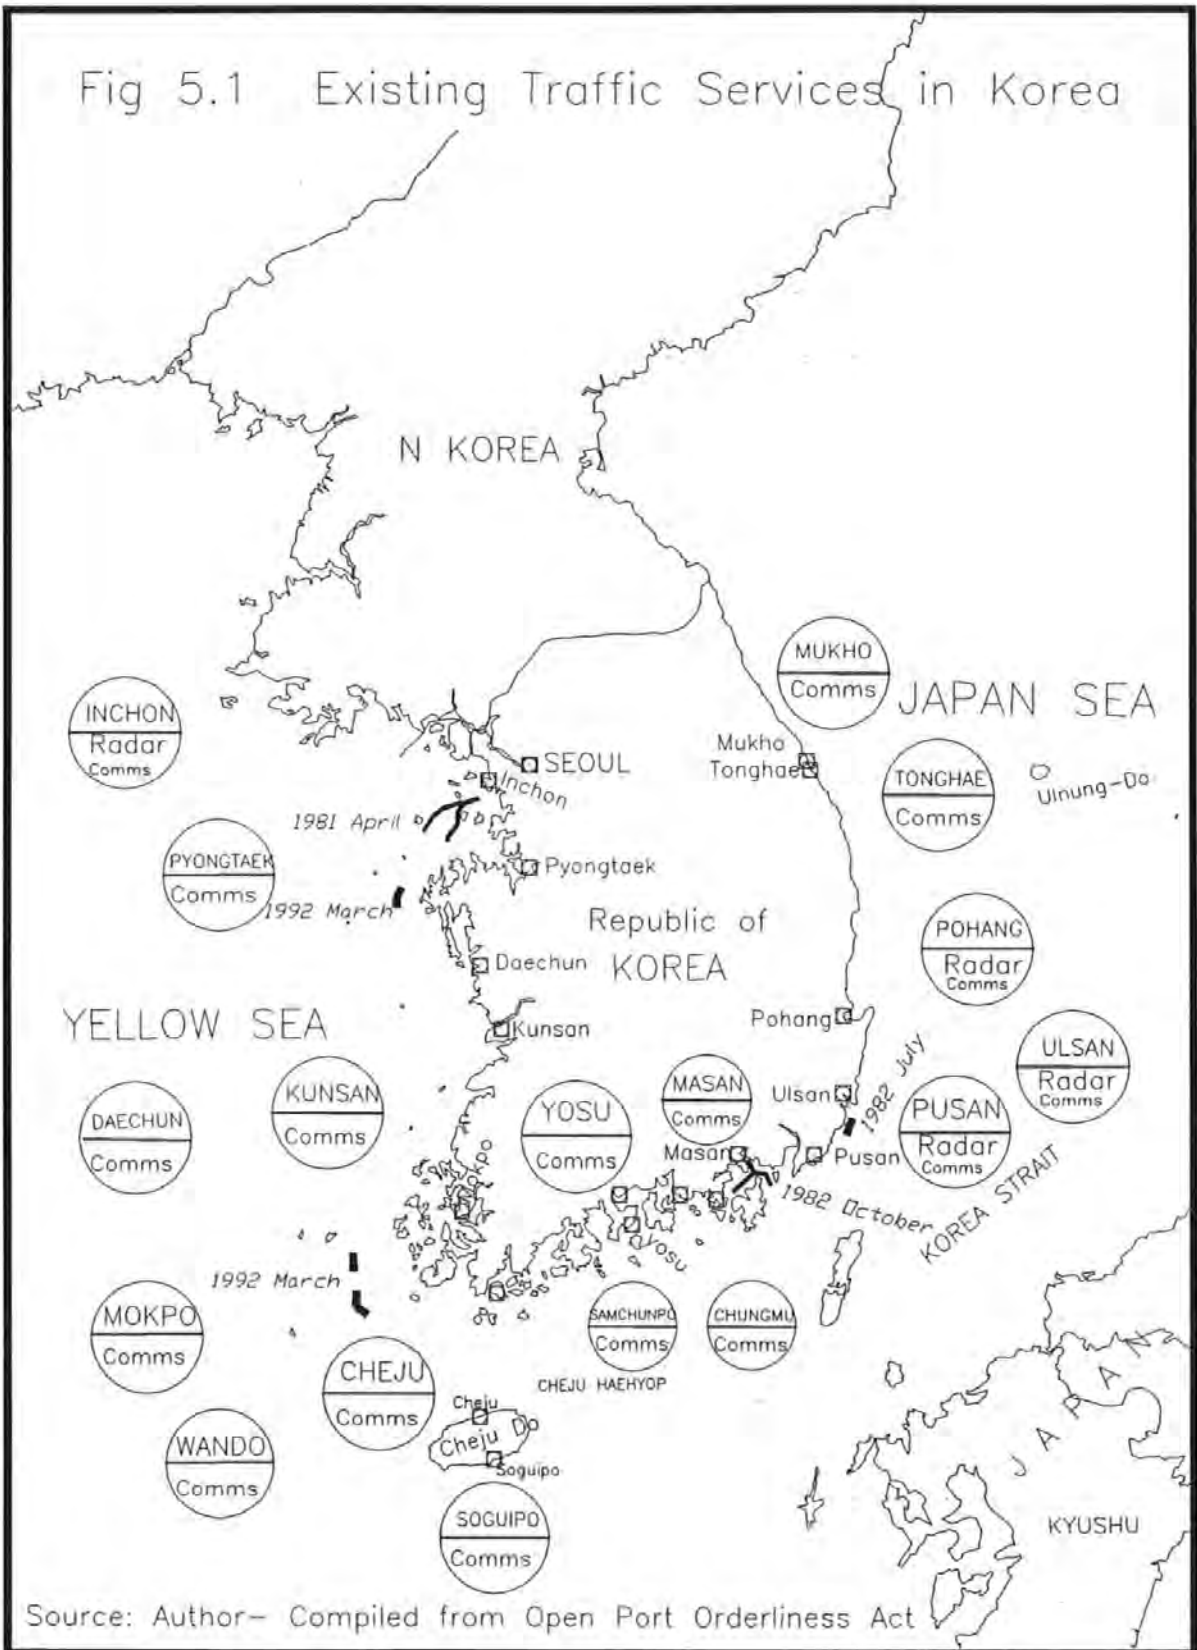 Fig 5.1 Existing Traffic Services in Korea
N KOREA
MUKHO
Comms
JAPAN SEA
INCHON
Radar
Comms
SEOUL
Inchon
Mukho
Tonghae
TONGHAE
Comms
Ulnung-Do
1981 April
PYONGTAEK
Comms
Pyongtaek
1992 March
Republic of
KOREA
POHANG
Radar
Comms
Daechun
YELLOW SEA
Kunsan
Pohang
1982 July
ULSAN
Radar
Comms
KUNSAN
Comms
MASAN
Comms
Ulsan
DAECHUN
Comms
YOSU
Comms
PUSAN
Radar
Comms
Masan
Pusan
Mokpo
1982 October
KOREA STRAIT
Yosu
1992 March
MOKPO
Comms
SAMCHUNPO
Comms
CHUNGMU
Comms
CHEJU
Comms
CHEJU HAEHYOP
JAPAN
Cheju
Cheju Do
Soguipo
WANDO
Comms
SOGUIPO
Comms
KYUSHU
Source: Author- Compiled from Open Port Orderliness Act